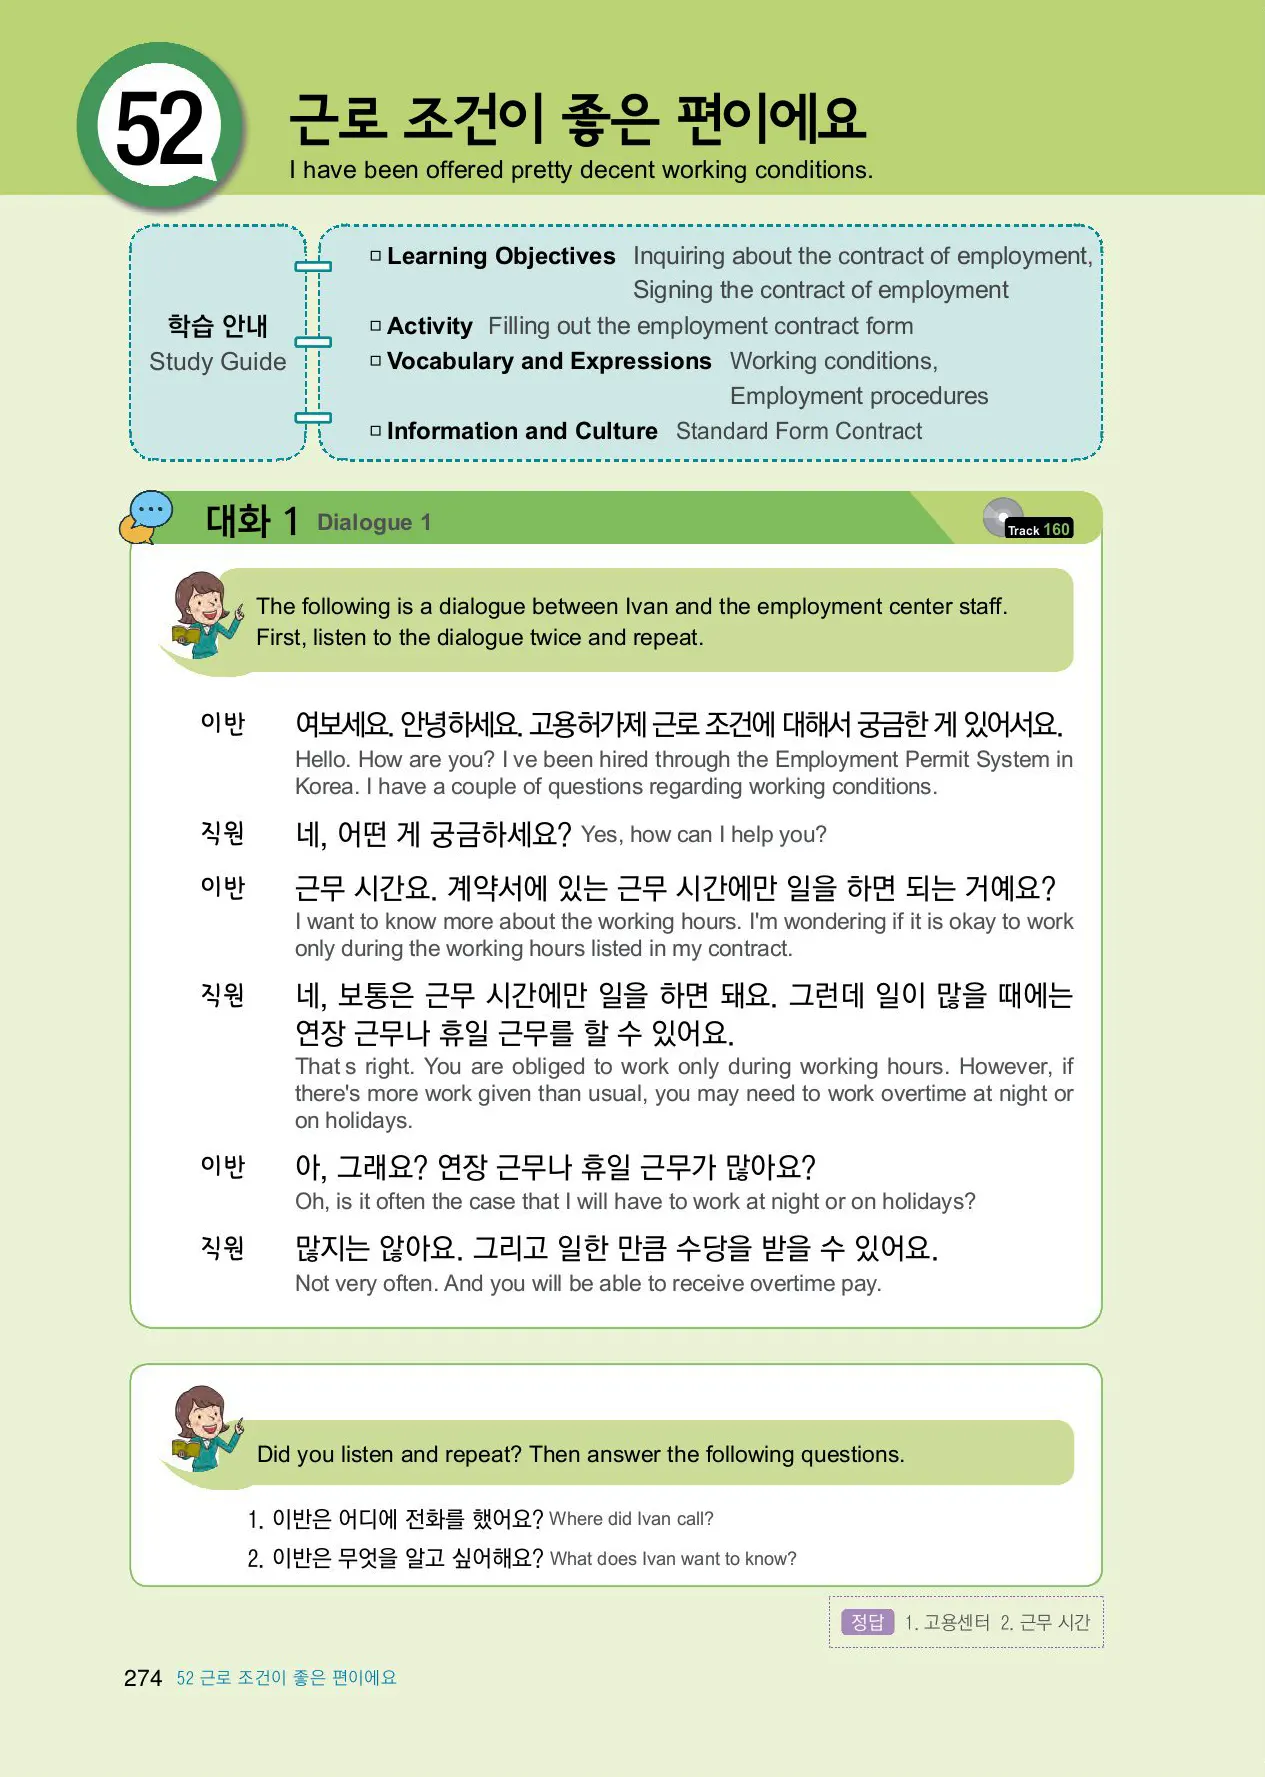 52
근로 조건이 좋은 편이에요
I have been offered pretty decent working conditions.
학습 안내
Study Guide
Learning Objectives Inquiring about the contract of employment,
Signing the contract of employment
Activity Filling out the employment contract form
Vocabulary and Expressions Working conditions,
Employment procedures
Information and Culture Standard Form Contract
대화 1 Dialogue 1
Track 160
The following is a dialogue between Ivan and the employment center staff.
First, listen to the dialogue twice and repeat.
이반 여보세요. 안녕하세요. 고용허가제 근로 조건에 대해서 궁금한 게 있어서요.
Hello. How are you? I ve been hired through the Employment Permit System in
Korea. I have a couple of questions regarding working conditions.
직원 네, 어떤 게 궁금하세요? Yes, how can I help you?
이반 근무 시간요. 계약서에 있는 근무 시간에만 일을 하면 되는 거예요?
I want to know more about the working hours. I'm wondering if it is okay to work
only during the working hours listed in my contract.
직원 네, 보통은 근무 시간에만 일을 하면 돼요. 그런데 일이 많을 때에는
연장 근무나 휴일 근무를 할 수 있어요.
That s right. You are obliged to work only during working hours. However, if
there's more work given than usual, you may need to work overtime at night or
on holidays.
이반 아, 그래요? 연장 근무나 휴일 근무가 많아요?
Oh, is it often the case that I will have to work at night or on holidays?
직원 많지는 않아요. 그리고 일한 만큼 수당을 받을 수 있어요.
Not very often. And you will be able to receive overtime pay.
Did you listen and repeat? Then answer the following questions.
1. 이반은 어디에 전화를 했어요? Where did Ivan call?
2. 이반은 무엇을 알고 싶어해요? What does Ivan want to know?
정답 1. 고용센터 2. 근무 시간
274 52 근로 조건이 좋은 편이에요